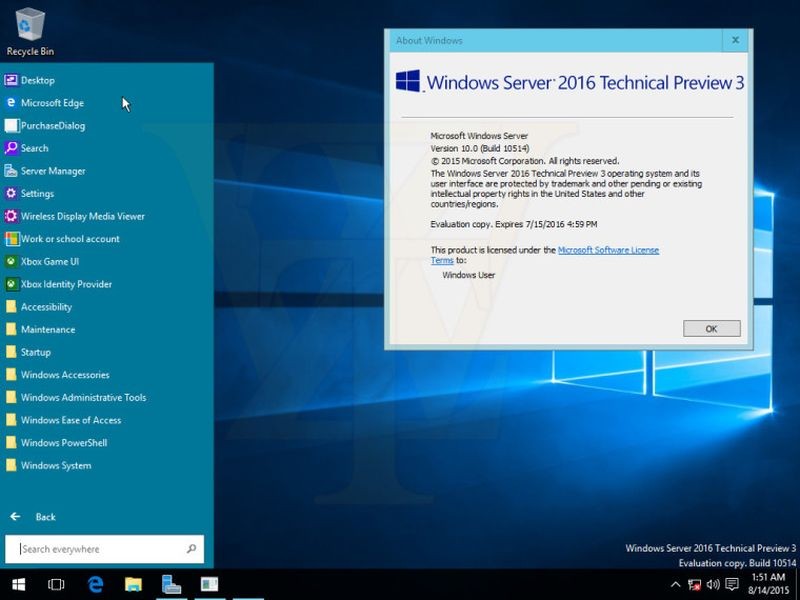 Recycle Bin
Desktop
Microsoft Edge
PurchaseDialog
Search
Server Manager
Settings
Wireless Display Media Viewer
Work or school account
Xbox Game UI
Xbox Identity Provider
Accessibility
Maintenance
Startup
Windows Accessories
Windows Administrative Tools
Windows Ease of Access
Windows PowerShell
Windows System
Back
Search everywhere
About Windows
Windows Server® 2016 Technical Preview 3
Microsoft Windows Server
Version 10.0 (Build 10514)
© 2015 Microsoft Corporation. All rights reserved.
The Windows Server 2016 Technical Preview 3 operating system and its
user interface are protected by trademark and other pending or existing
intellectual property rights in the United States and other
countries/regions.
Evaluation copy. Expires 7/15/2016 4:59 PM
This product is licensed under the Microsoft Software License
Terms to:
Windows User
OK
Windows Server 2016 Technical Preview 3
Evaluation copy. Build 10514
1:51 AM
8/14/2015